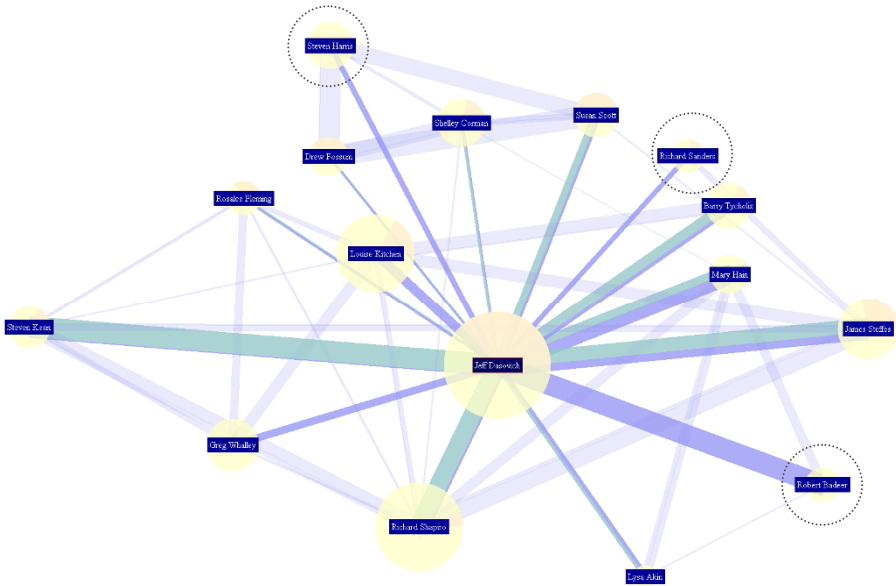 Steven Harris
Susan Scott
Shelley Corman
Drew Fossum
Richard Sanders
Rosalee Fleming
Barry Tycholiz
Louise Kitchen
Mary Hain
Steven Kean
James Steffes
Jeff Dasovich
Greg Whalley
Robert Badeer
Richard Shapiro
Lysa Akin